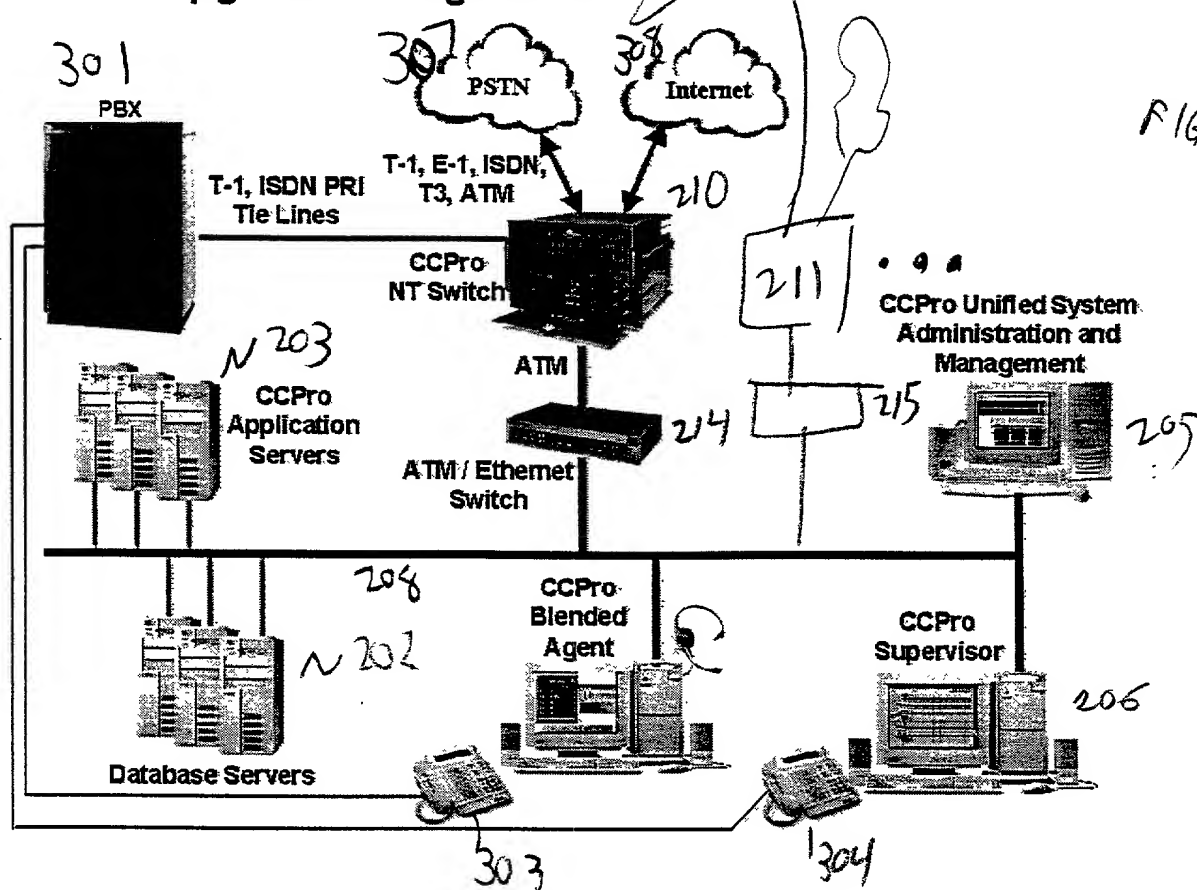 301
PBX
307
PSTN
308
Internet
T-1, ISDN PRI
Tie Lines
T-1, E-1, ISDN,
T3, ATM
210
CCPro
NT Switch
211
CCPro Unified System
Administration and
Management
N 203
CCPro
Application
Servers
ATM
214
215
205
ATM / Ethernet
Switch
208
CCPro
Blended
Agent
CCPro
Supervisor
N 202
206
Database Servers
303
304